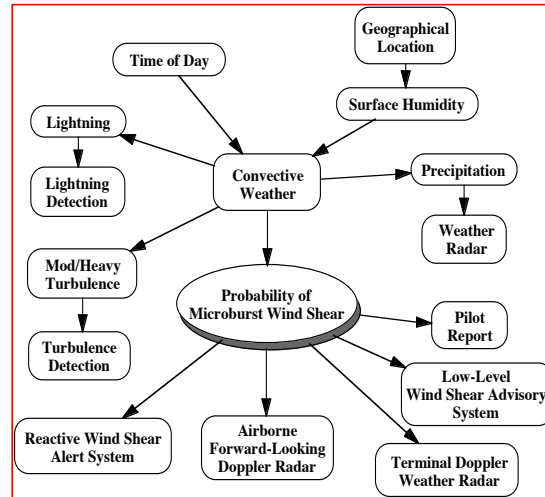 Geographical
Location
Time of Day
Surface Humidity
Lightning
Precipitation
Convective
Weather
Lightning
Detection
Weather
Radar
Mod/Heavy
Turbulence
Probability of
Microburst Wind Shear
Pilot
Report
Turbulence
Detection
Low-Level
Wind Shear Advisory
System
Reactive Wind Shear
Alert System
Airborne
Forward-Looking
Doppler Radar
Terminal Doppler
Weather Radar